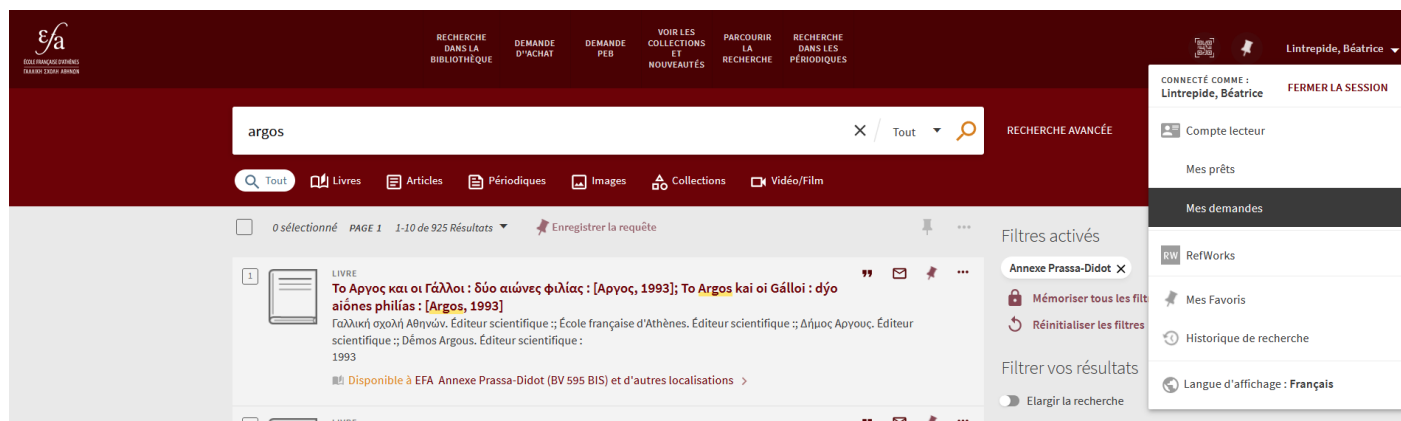 εfa
ÉCOLE FRANÇAISE D'ATHÈNES
ΓΑΛΛΙΚΗ ΣΧΟΛΗ ΑΘΗΝΩΝ
RECHERCHE
DANS LA
BIBLIOTHÈQUE
DEMANDE
D''ACHAT
DEMANDE
PEB
VOIR LES
COLLECTIONS
ET
NOUVEAUTÉS
PARCOURIR
LA
RECHERCHE
RECHERCHE
DANS LES
PÉRIODIQUES
Lintrepide, Béatrice
CONNECTÉ COMME :
Lintrepide, Béatrice
FERMER LA SESSION
Compte lecteur
Mes prêts
Mes demandes
RW RefWorks
Mes Favoris
Historique de recherche
Langue d'affichage : Français
argos
Tout
RECHERCHE AVANCÉE
Tout Livres Articles Périodiques Images Collections Vidéo/Film
0 sélectionné PAGE 1 1-10 de 925 Résultats Enregistrer la requête
1
LIVRE
Το Αργος και οι Γάλλοι : δύο αιώνες φιλίας : [Αργος, 1993]; To Argos kai oi Gálloi : dýo
aiónes philías : [Argos, 1993]
Γαλλική σχολή Αθηνών. Éditeur scientifique :; École française d'Athènes. Éditeur scientifique :; Δήμος Αργους. Éditeur
scientifique :; Dêmos Argous. Éditeur scientifique :
1993
Disponible à EFA Annexe Prassa-Didot (BV 595 BIS) et d'autres localisations
Filtres activés
Annexe Prassa-Didot
Mémoriser tous les filt
Réinitialiser les filtres
Filtrer vos résultats
Elargir la recherche